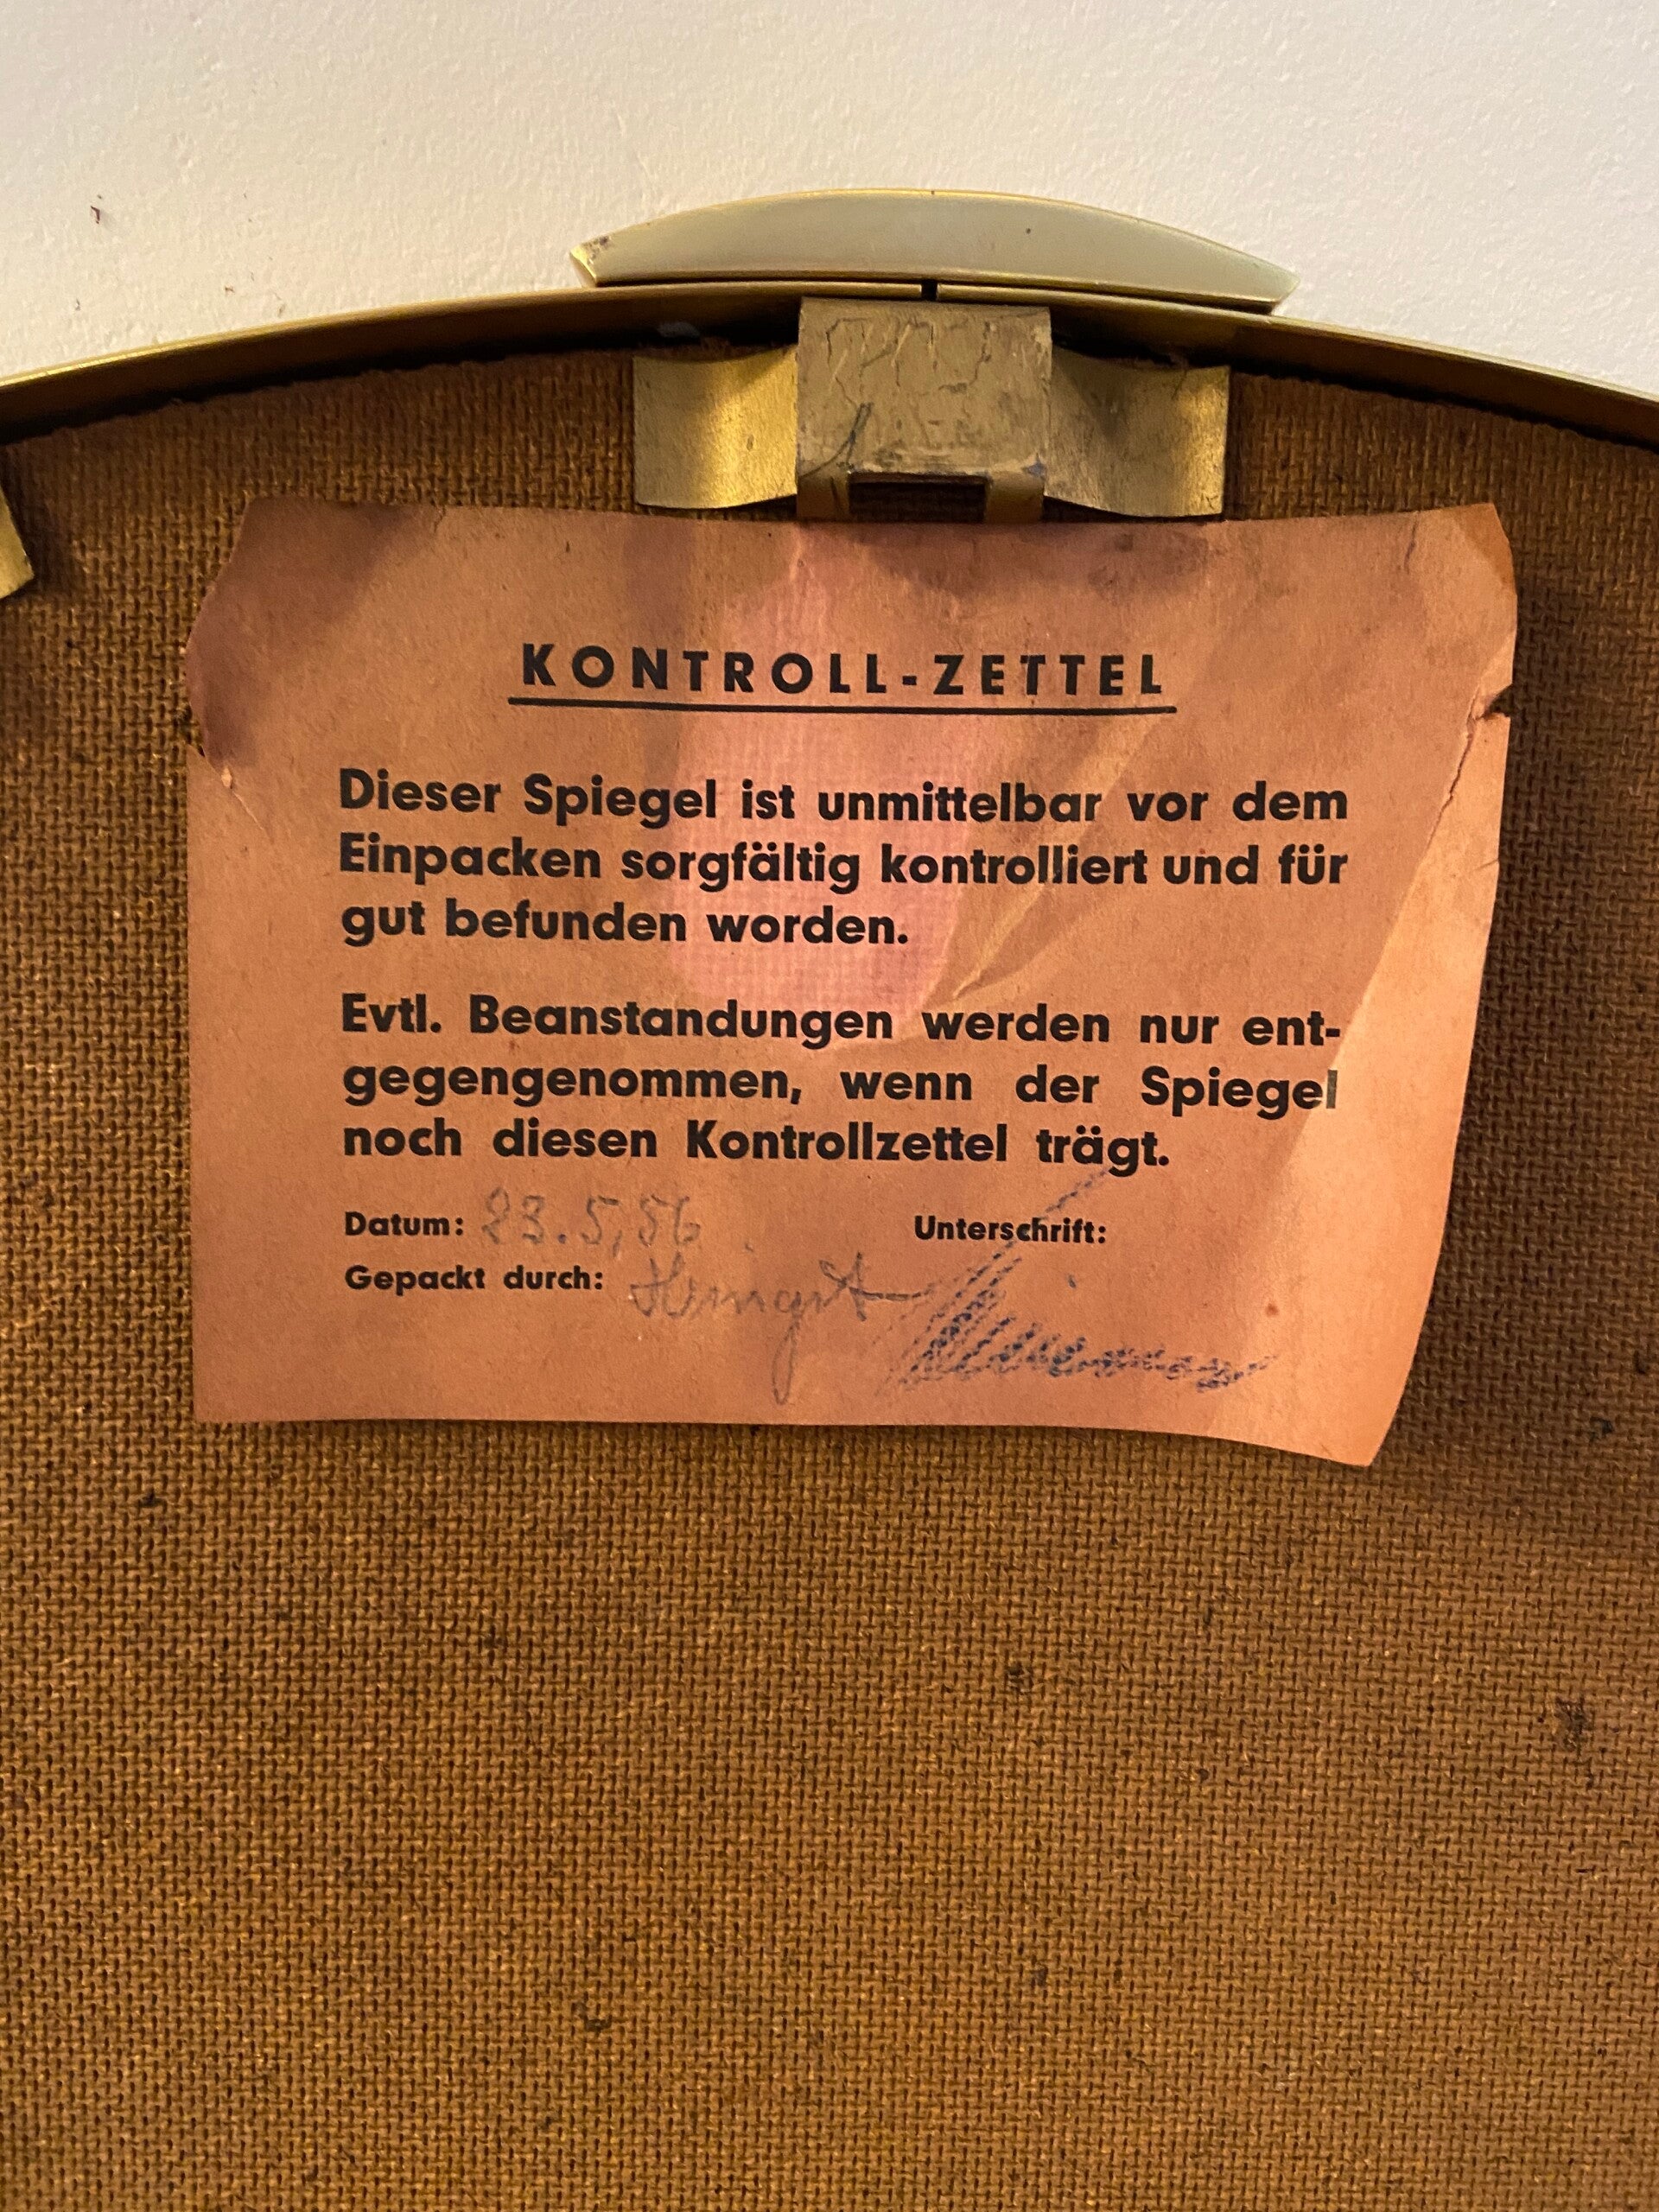 KONTROLL-ZETTEL
Dieser Spiegel ist unmittelbar vor dem
Einpacken sorgfältig kontrolliert und für
gut befunden worden.
Evtl. Beanstandungen werden nur ent-
gegengenommen, wenn der Spiegel
noch diesen Kontrollzettel trägt.
Datum: 23.5,56 Unterschrift:
Gepackt durch: